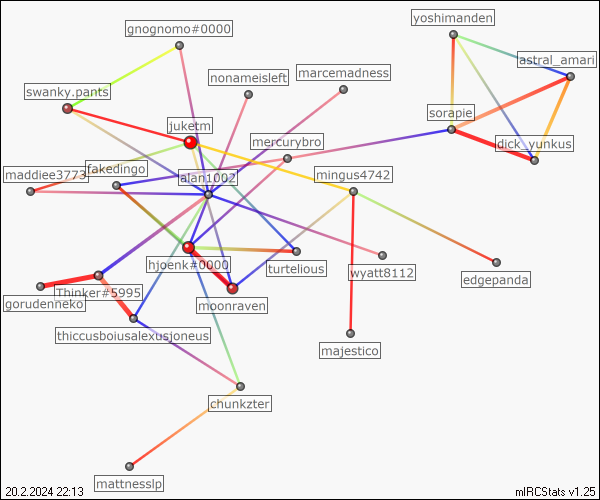 yoshimanden
gnognomo#0000
astral_amari
nonameisleft
marcemadness
swanky.pants
sorapie
juketm
mercurybro
dick_yunkus
maddiee3773
fakedingo
alan1002
mingus4742
hjoenk#0000
turtelious
wyatt8112
edgepanda
gorudenneko
Thinker#5995
moonraven
thiccusboiusalexusjoneus
majestico
chunkzter
mattnesslp
20.2.2024 22:13
mIRCStats v1.25